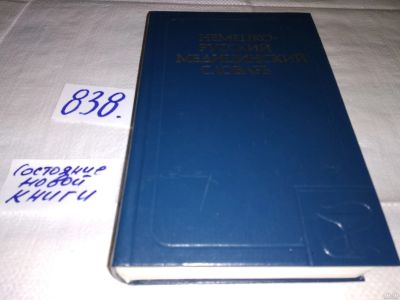 НЕМЕЦКО-
РУССКИЙ
МЕДИЦИНСКИЙ
СЛОВАРЬ
838.
Состояние
новой
книги